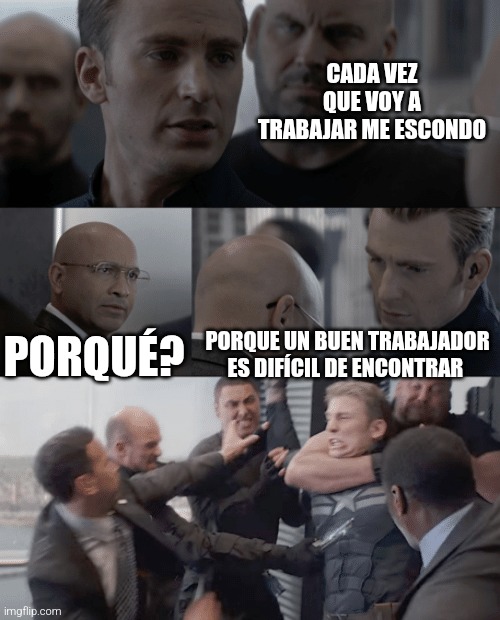 CADA VEZ
QUE VOY A
TRABAJAR ME ESCONDO
PORQUÉ?
PORQUE UN BUEN TRABAJADOR
ES DIFÍCIL DE ENCONTRAR
imgflip.com